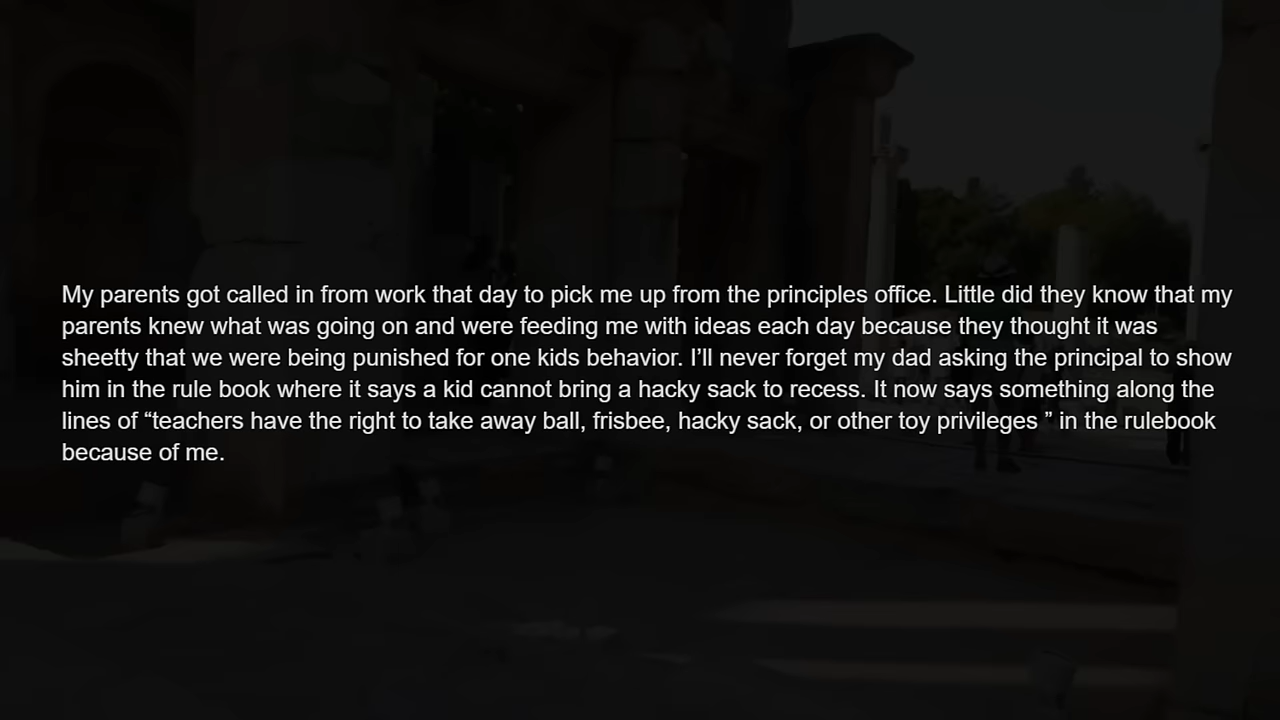 My parents got called in from work that day to pick me up from the principles office. Little did they know that my
parents knew what was going on and were feeding me with ideas each day because they thought it was
sheetty that we were being punished for one kids behavior. I’ll never forget my dad asking the principal to show
him in the rule book where it says a kid cannot bring a hacky sack to recess. It now says something along the
lines of “teachers have the right to take away ball, frisbee, hacky sack, or other toy privileges ” in the rulebook
because of me.